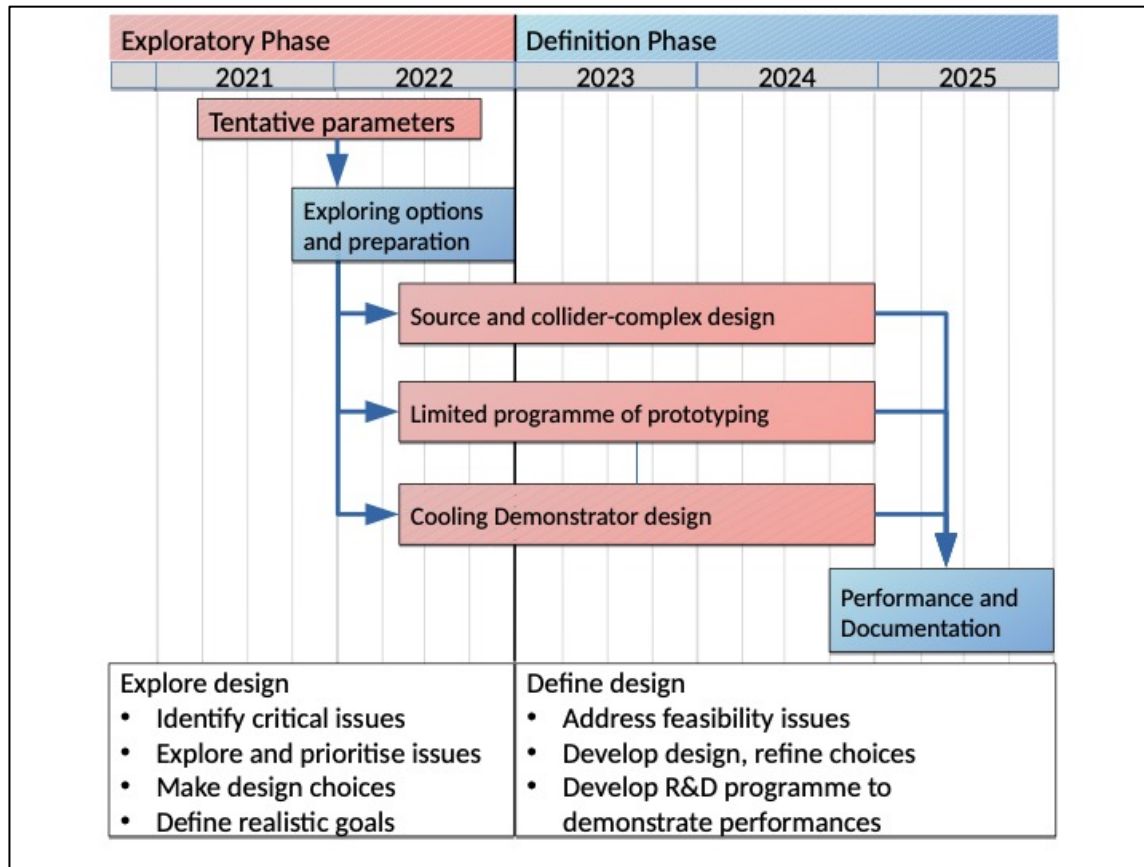 Exploratory Phase
Definition Phase
2021
2022
2023
2024
2025
Tentative parameters
Exploring options
and preparation
Source and collider-complex design
Limited programme of prototyping
Cooling Demonstrator design
Performance and
Documentation
Explore design
• Identify critical issues
• Explore and prioritise issues
• Make design choices
• Define realistic goals
Define design
• Address feasibility issues
• Develop design, refine choices
• Develop R&D programme to
demonstrate performances